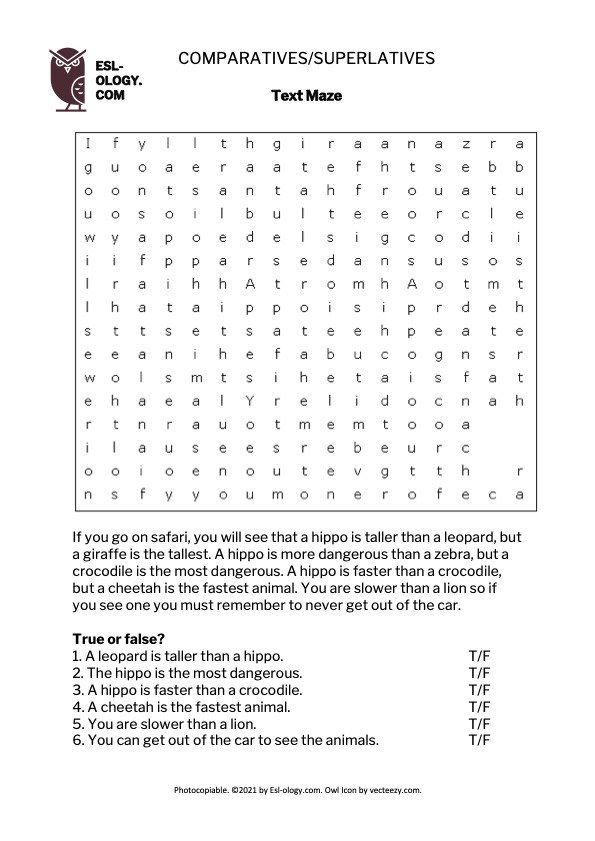 COMPARATIVES/SUPERLATIVES
ESL-
OLOGY.
COM
Text Maze
I f y l l t h g i r a a n a z r a
g u o a e r a a t e f h t s e b b
o o n t s a n t a h f r o u a t u
u o s o i l b u l t e e o r c l e
w y a p o e d e l s i g c o d i i
i i f p p a r s e d a n s u s o s
l r a i h h A t r o m h A o t m t
l h a t a i p p o i s i p r d e h
s t t s e t s a t e e h p e a t e
e e a n i h e f a b u c o g n s r
w o l s m t s i h e t a i s f a t
e h a e a l Y r e l i d o c n a h
r t n r a u o t m e m t o o a
i l a u s e e s r e b e u r c
o o i o e n o u t e v g t t h r
n s f y y o u m o n e r o f e c a
If you go on safari, you will see that a hippo is taller than a leopard, but
a giraffe is the tallest. A hippo is more dangerous than a zebra, but a
crocodile is the most dangerous. A hippo is faster than a crocodile,
but a cheetah is the fastest animal. You are slower than a lion so if
you see one you must remember to never get out of the car.
True or false?
1. A leopard is taller than a hippo. T/F
2. The hippo is the most dangerous. T/F
3. A hippo is faster than a crocodile. T/F
4. A cheetah is the fastest animal. T/F
5. You are slower than a lion. T/F
6. You can get out of the car to see the animals. T/F
Photocopiable. ©2021 by Esl-ology.com. Owl Icon by vecteezy.com.